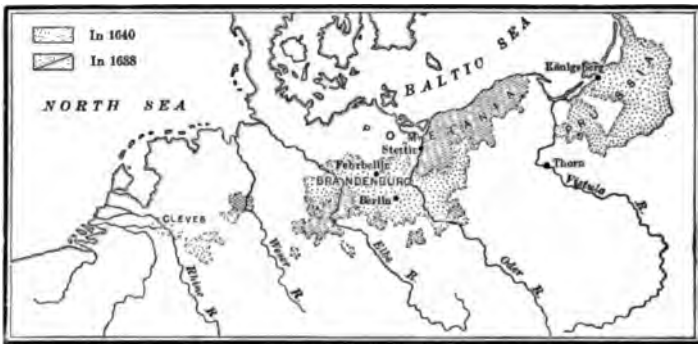 In 1640
In 1688
NORTH SEA
BALTIC SEA
Königsberg
PRUSSIA
POMERANIA
Stettin
Fehrbellin
BRANDENBURG
Berlin
Thorn
Vistula R.
CLEVES
Rhine R.
Weser R.
Elbe R.
Oder R.